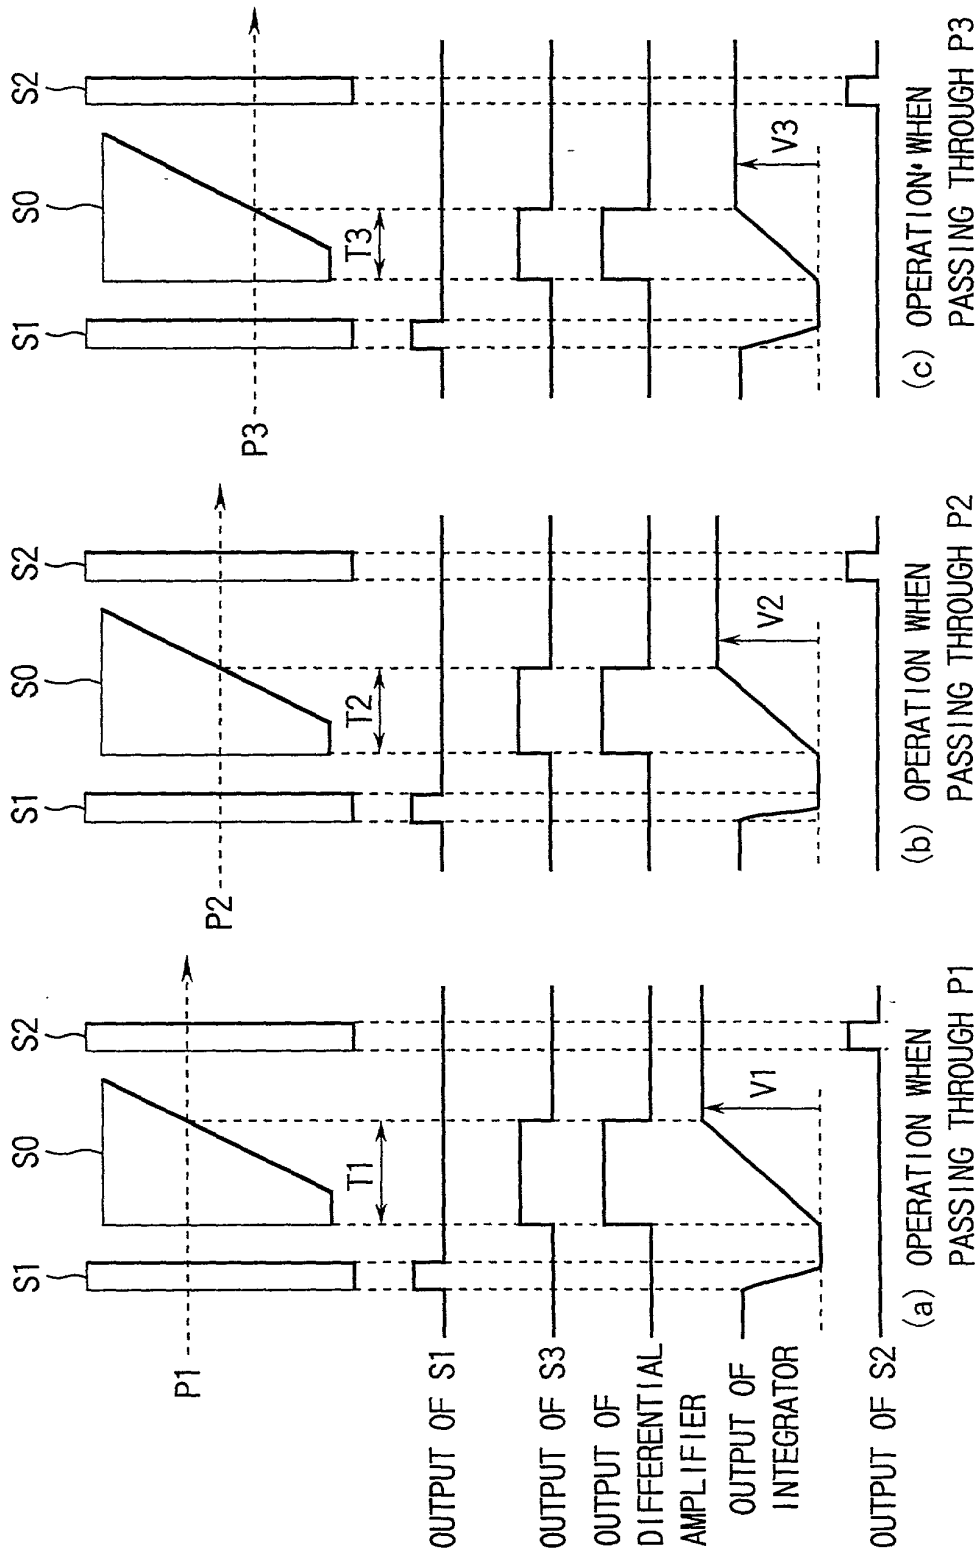 S1
S0
S2
P1
T1
OUTPUT OF S1
OUTPUT OF S3
OUTPUT OF
DIFFERENTIAL
AMPLIFIER
OUTPUT OF
INTEGRATOR
V1
OUTPUT OF S2
(a) OPERATION WHEN
PASSING THROUGH P1
S1
S0
S2
P2
T2
V2
(b) OPERATION WHEN
PASSING THROUGH P2
S1
S0
S2
P3
T3
V3
(c) OPERATION WHEN
PASSING THROUGH P3